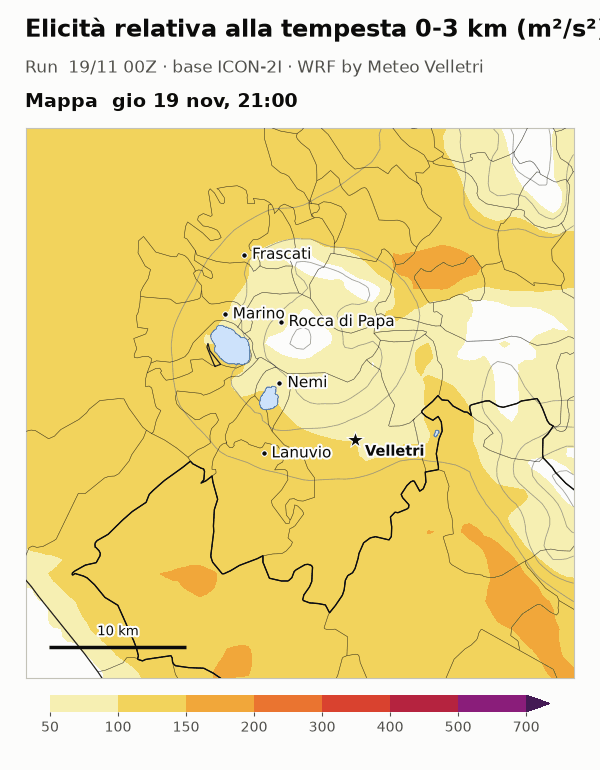 Elicità relativa alla tempesta 0-3 km (m²/s²)
Run 19/11 00Z · base ICON-2I · WRF by Meteo Velletri
Mappa gio 19 nov, 21:00
Frascati
Marino
Rocca di Papa
Nemi
Velletri
Lanuvio
10 km
50 100 150 200 300 400 500 700